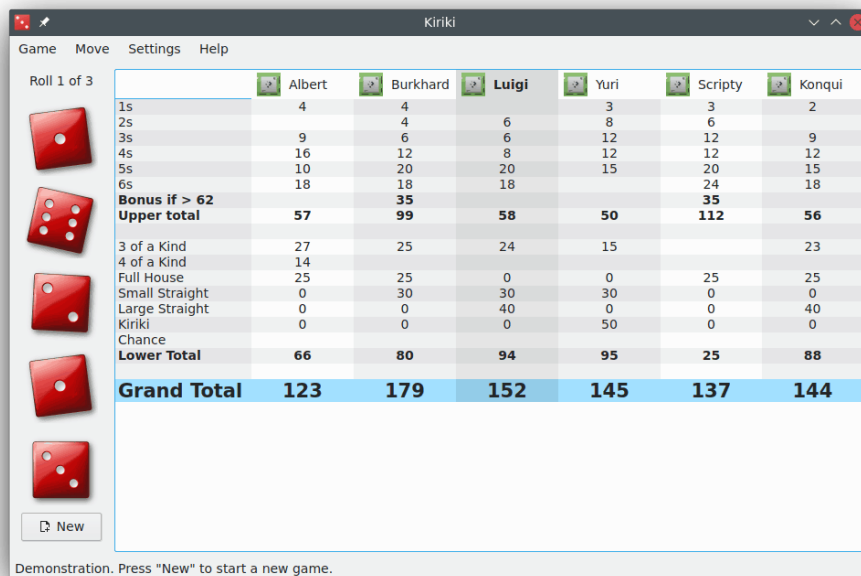 Kiriki
Game Move Settings Help
Roll 1 of 3
Albert Burkhard Luigi Yuri Scripty Konqui
1s 4 4 3 3 2
2s 4 6 8 6
3s 9 6 6 12 12 9
4s 16 12 8 12 12 12
5s 10 20 20 15 20 15
6s 18 18 18 24 18
Bonus if > 62 35 35
Upper total 57 99 58 50 112 56
3 of a Kind 27 25 24 15 23
4 of a Kind 14
Full House 25 25 0 0 25 25
Small Straight 0 30 30 30 0 0
Large Straight 0 0 40 0 0 40
Kiriki 0 0 0 50 0 0
Chance
Lower Total 66 80 94 95 25 88
Grand Total 123 179 152 145 137 144
New
Demonstration. Press "New" to start a new game.